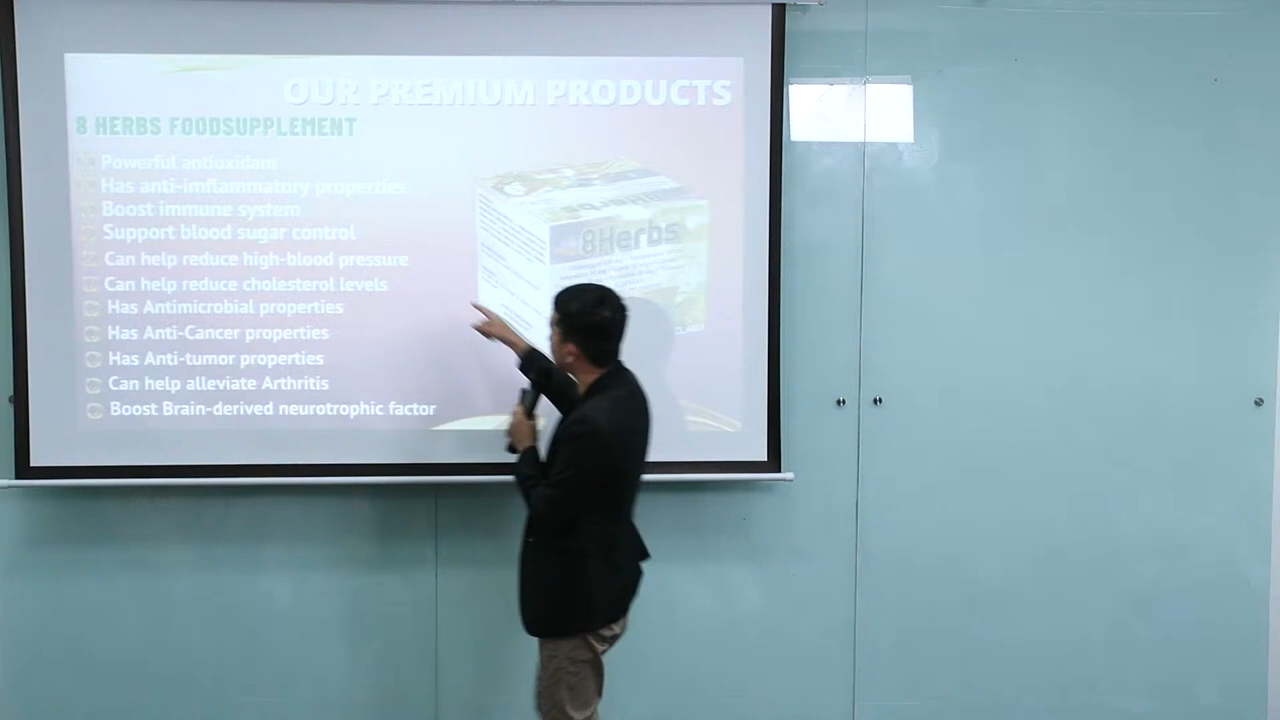 OUR PREMIUM PRODUCTS
8 HERBS FOODSUPPLEMENT
Powerful antioxidant
Has anti-imflammatory properties
Boost immune system
Support blood sugar control
Can help reduce high-blood pressure
Can help reduce cholesterol levels
Has Antimicrobial properties
Has Anti-Cancer properties
Has Anti-tumor properties
Can help alleviate Arthritis
Boost Brain-derived neurotrophic factor
8Herbs
8Herbs